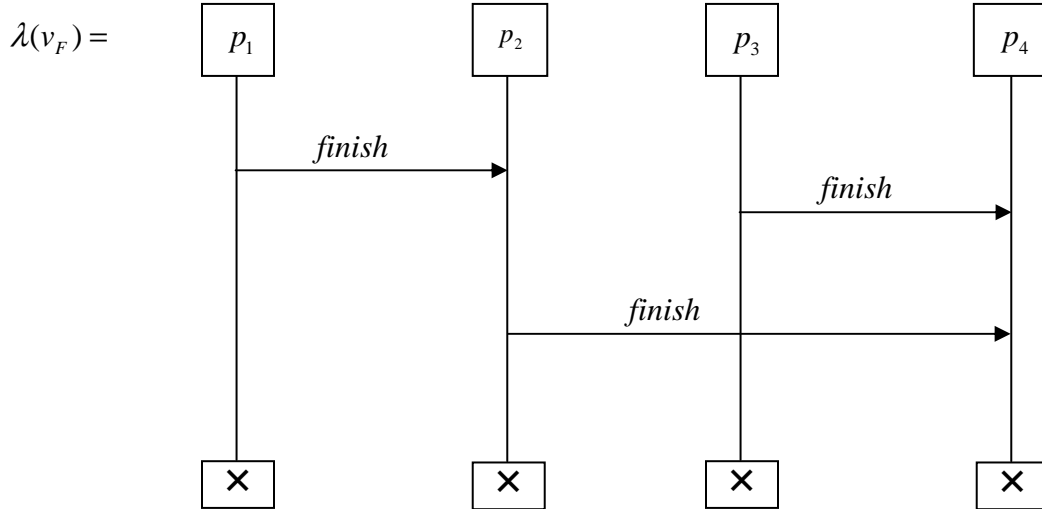 λ(v_F) = p₁ p₂ p₃ p₄
finish
finish
finish
× × × ×